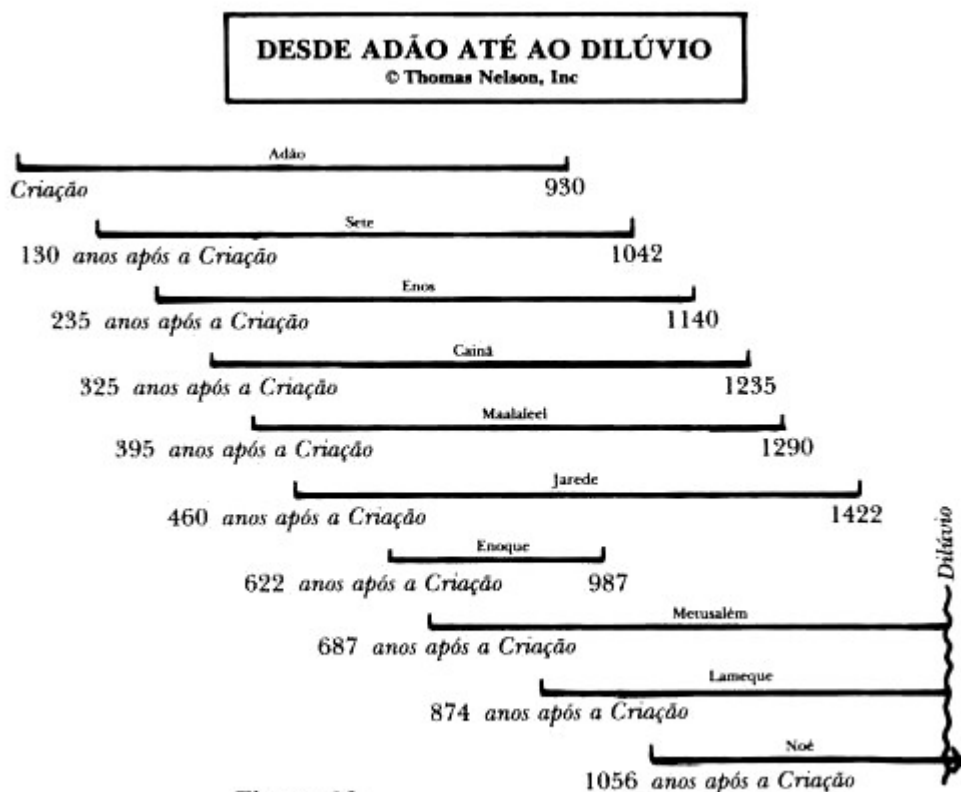 DESDE ADÃO ATÉ AO DILÚVIO
© Thomas Nelson, Inc
Adão
Criação 930
Sete
130 anos após a Criação 1042
Enos
235 anos após a Criação 1140
Cainã
325 anos após a Criação 1235
Maalaleel
395 anos após a Criação 1290
Jarede
460 anos após a Criação 1422
Dilúvio
Enoque
622 anos após a Criação 987
Metusalém
687 anos após a Criação
Lameque
874 anos após a Criação
Noé
1056 anos após a Criação